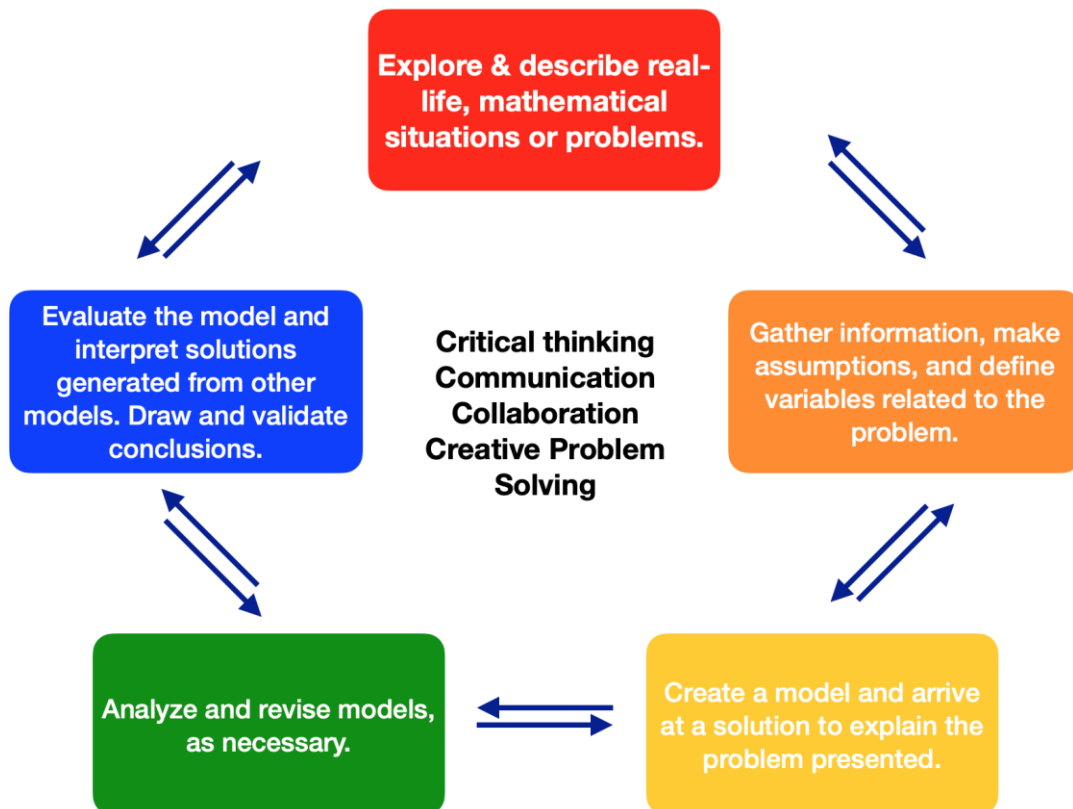 Explore & describe real-
life, mathematical
situations or problems.
Gather information, make
assumptions, and define
variables related to the
problem.
Create a model and arrive
at a solution to explain the
problem presented.
Analyze and revise models,
as necessary.
Evaluate the model and
interpret solutions
generated from other
models. Draw and validate
conclusions.
Critical thinking
Communication
Collaboration
Creative Problem
Solving